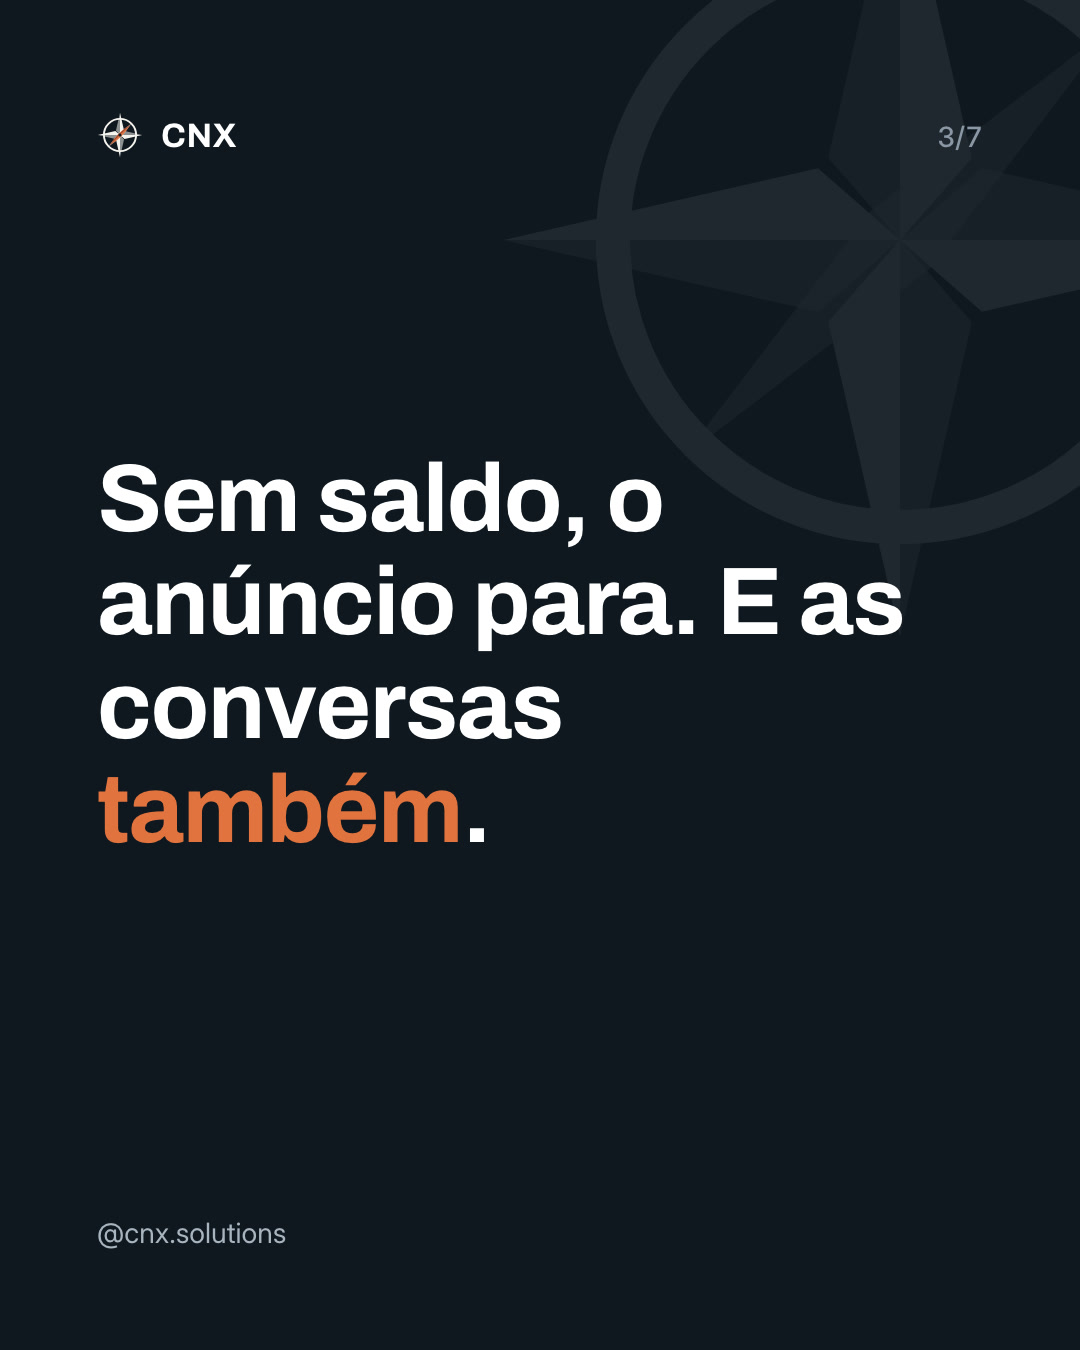 CNX
3/7
Sem saldo, o
anúncio para. E as
conversas
também.
@cnx.solutions